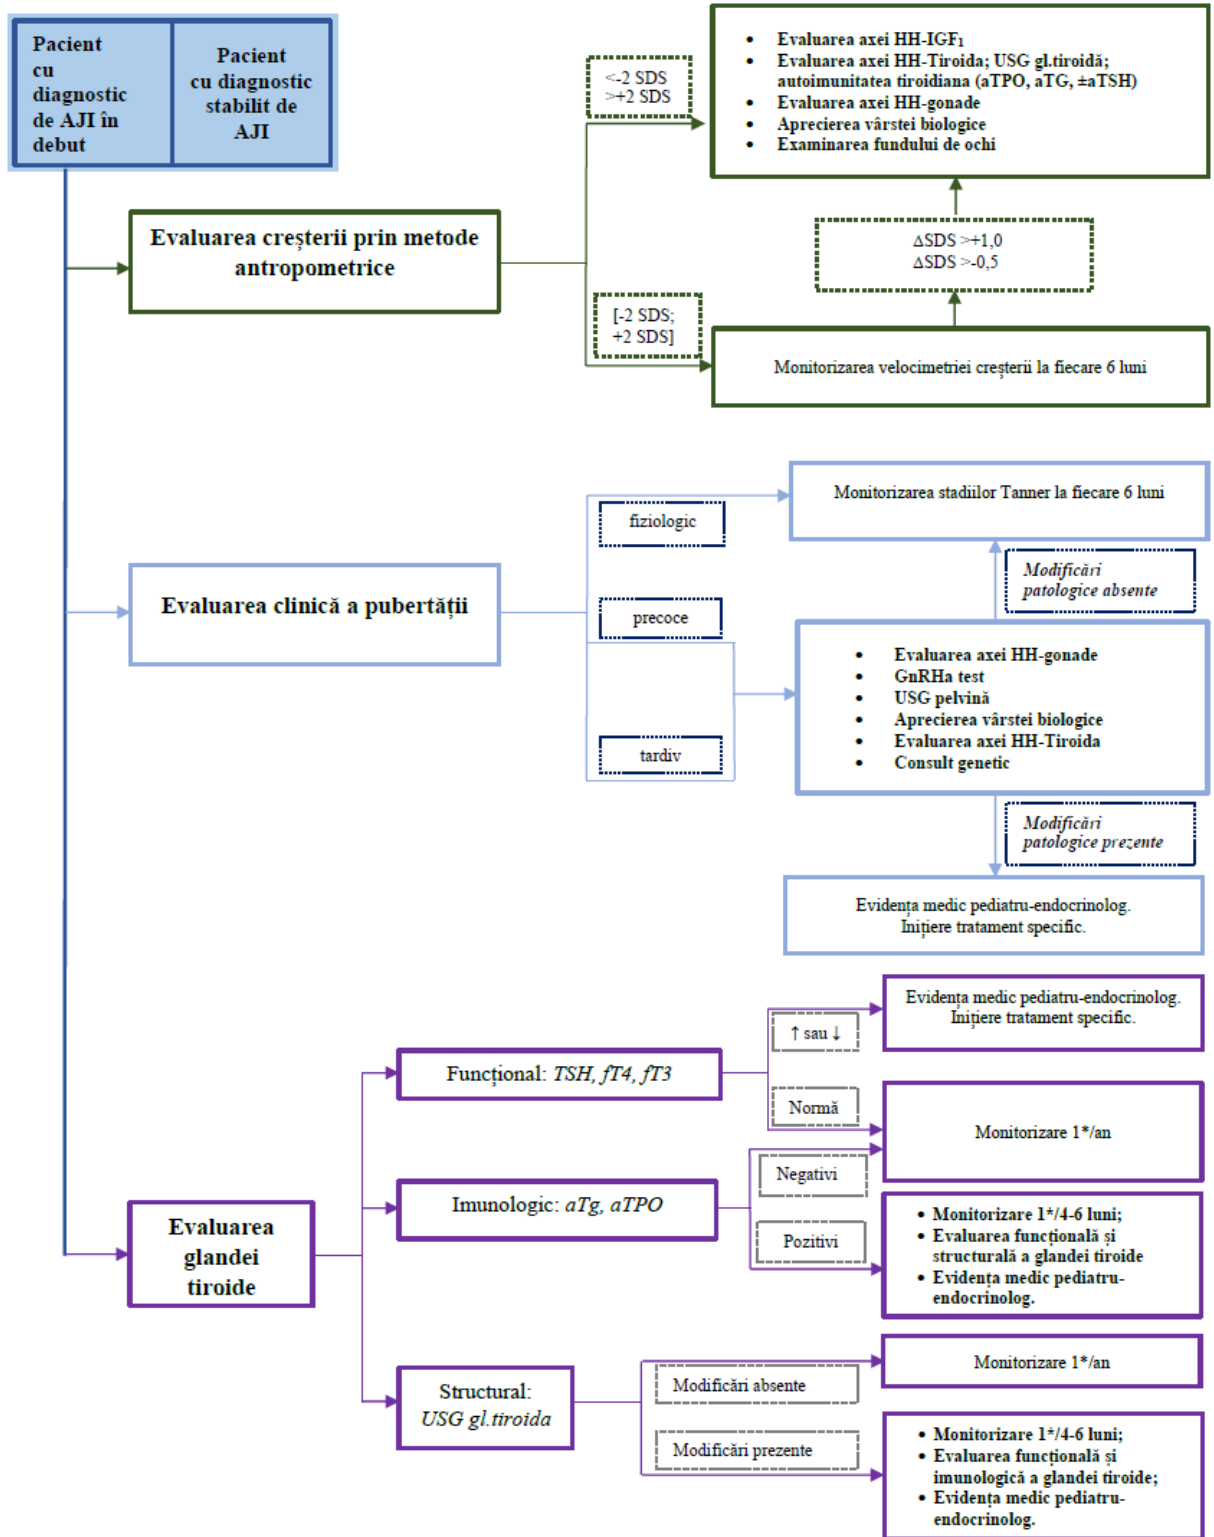 Pacient
cu
diagnostic
de AJI în
debut
Pacient
cu diagnostic
stabilit de
AJI
Evaluarea creșterii prin metode
antropometrice
<-2 SDS
>+2 SDS
• Evaluarea axei HH-IGF₁
• Evaluarea axei HH-Tiroida; USG gl.tiroidă;
autoimunitatea tiroidiana (aTPO, aTG, ±aTSH)
• Evaluarea axei HH-gonade
• Aprecierea vârstei biologice
• Examinarea fundului de ochi
∆SDS >+1,0
∆SDS >-0,5
[-2 SDS;
+2 SDS]
Monitorizarea velocimetriei creșterii la fiecare 6 luni
Evaluarea clinică a pubertății
fiziologic
precoce
tardiv
Monitorizarea stadiilor Tanner la fiecare 6 luni
Modificări
patologice absente
• Evaluarea axei HH-gonade
• GnRHa test
• USG pelvină
• Aprecierea vârstei biologice
• Evaluarea axei HH-Tiroida
• Consult genetic
Modificări
patologice prezente
Evidența medic pediatru-endocrinolog.
Inițiere tratament specific.
Evaluarea
glandei
tiroide
Funcțional: TSH, fT4, fT3
↑ sau ↓
Normă
Evidența medic pediatru-endocrinolog.
Inițiere tratament specific.
Monitorizare 1*/an
Imunologic: aTg, aTPO
Negativi
Pozitivi
• Monitorizare 1*/4-6 luni;
• Evaluarea funcțională și
structurală a glandei tiroide
• Evidența medic pediatru-
endocrinolog.
Structural:
USG gl.tiroida
Modificări absente
Modificări prezente
Monitorizare 1*/an
• Monitorizare 1*/4-6 luni;
• Evaluarea funcțională și
imunologică a glandei tiroide;
• Evidența medic pediatru-
endocrinolog.